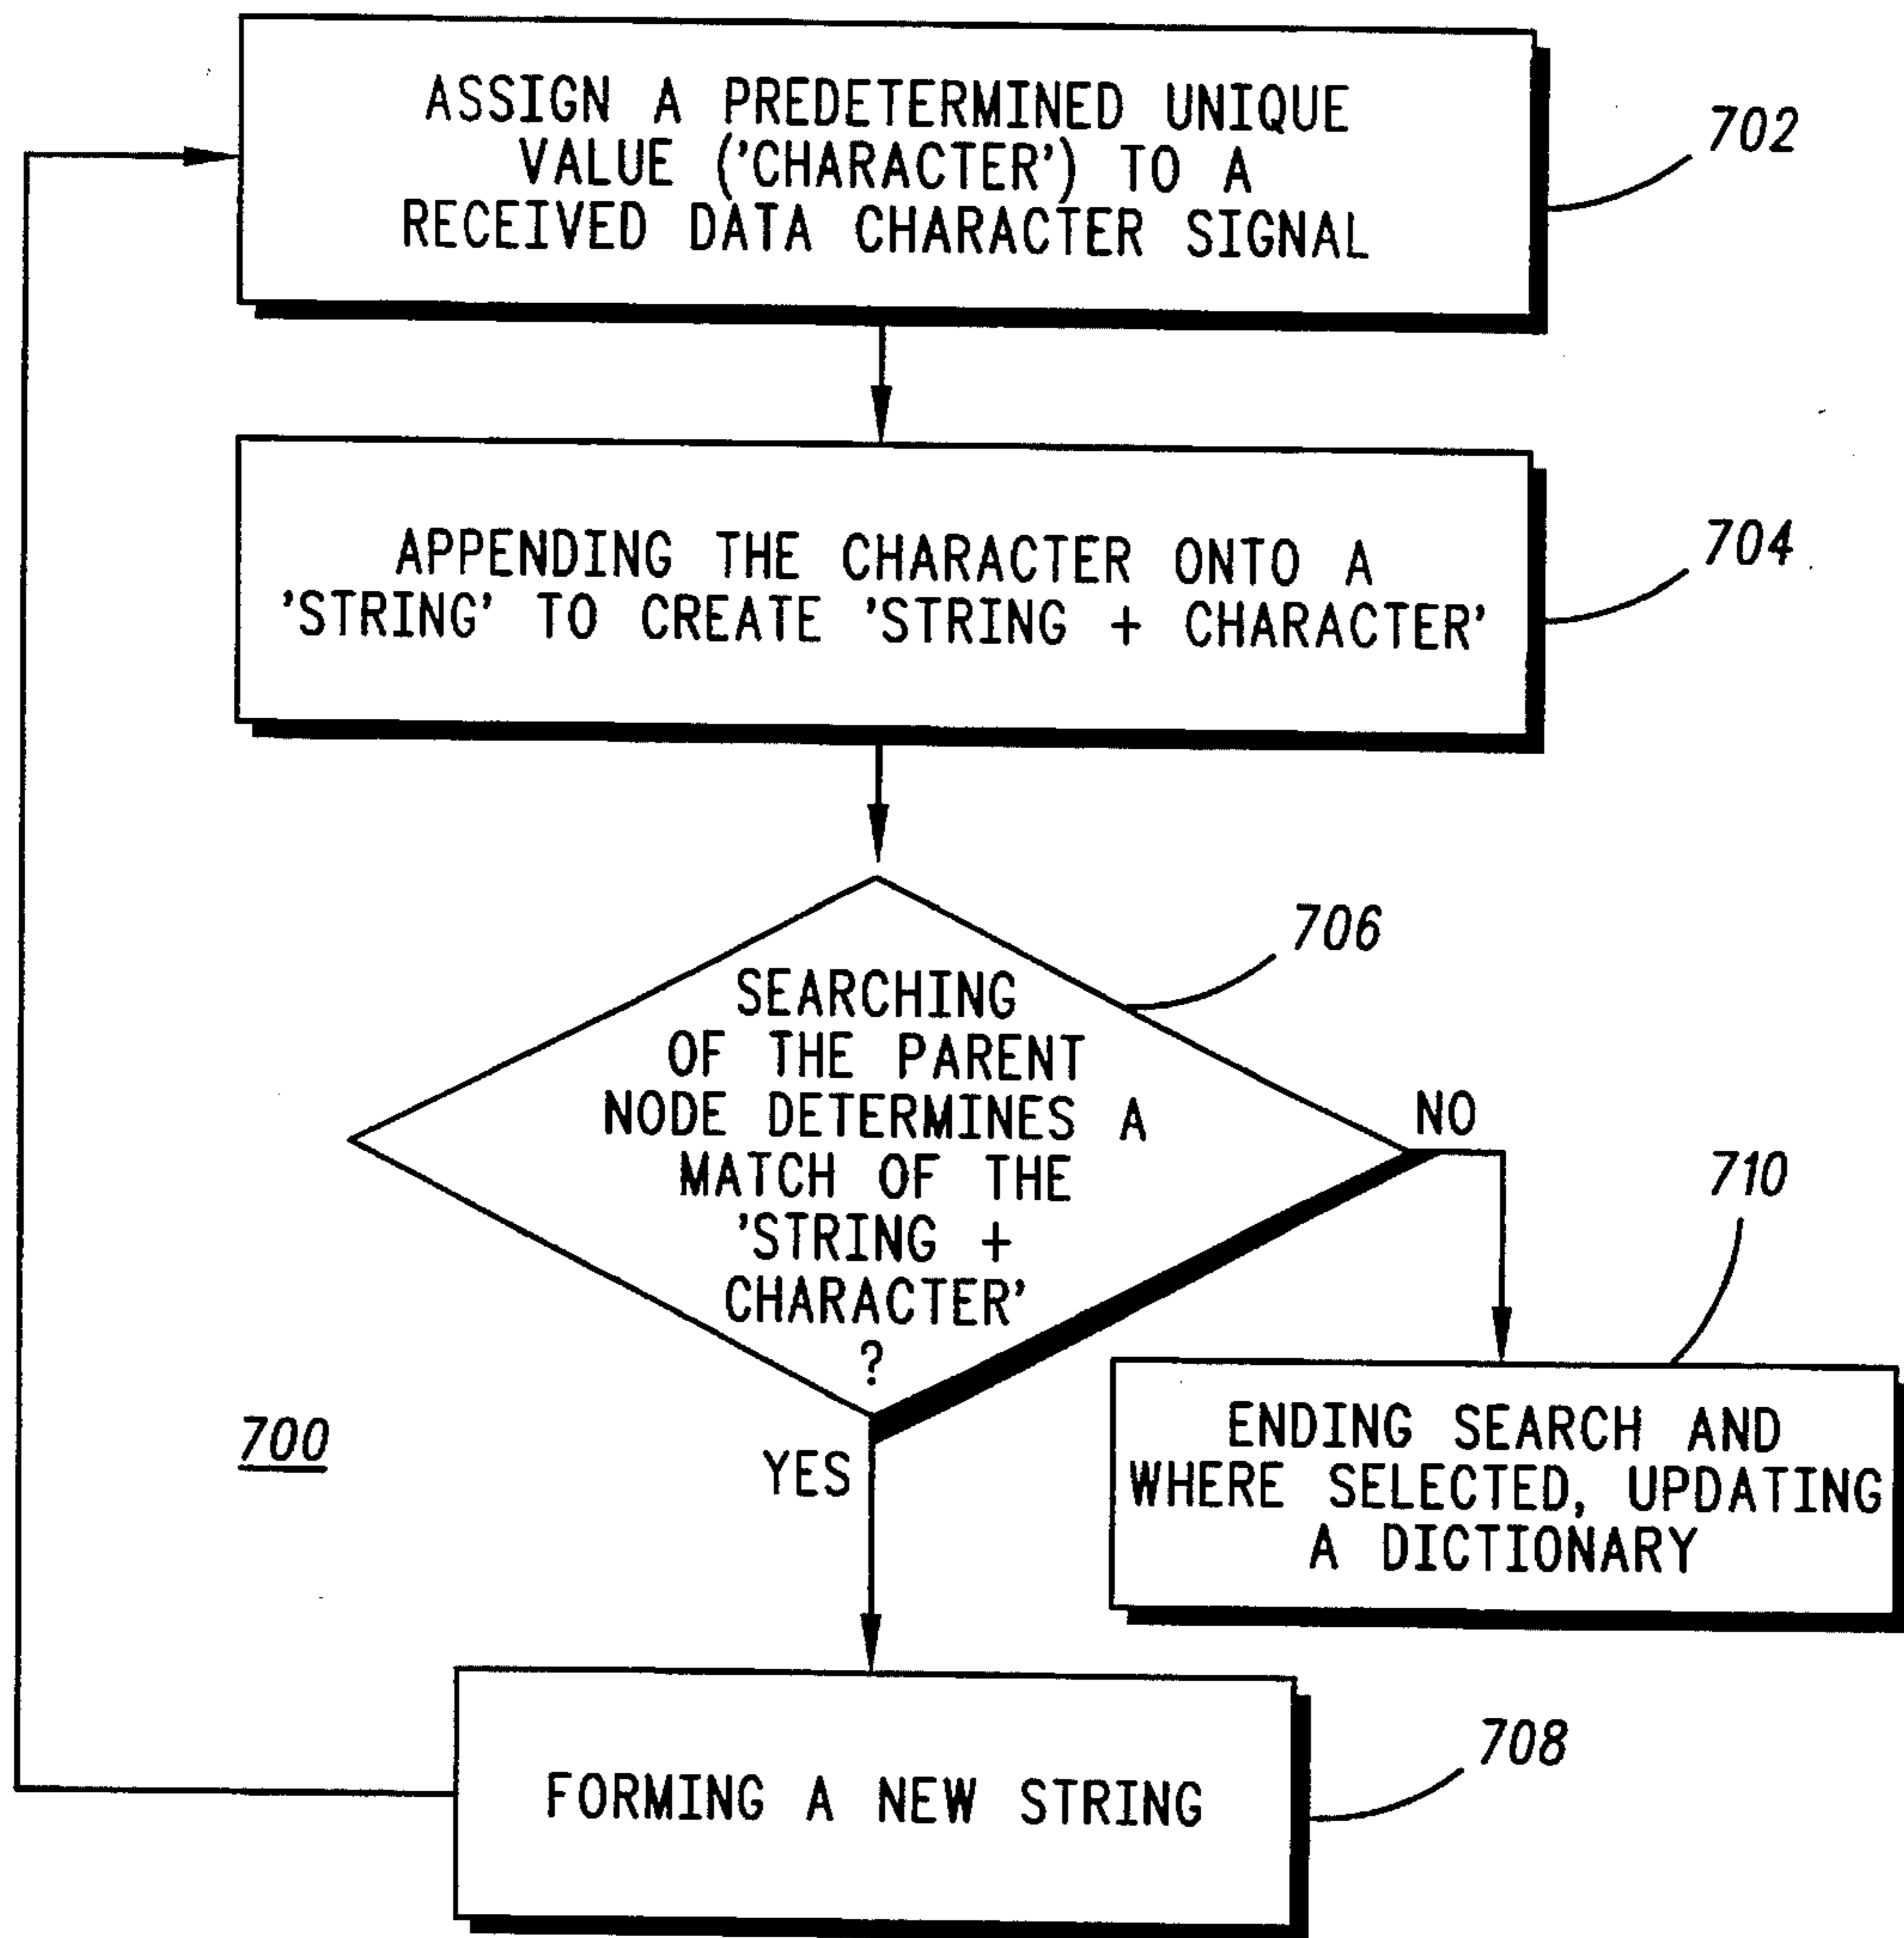 ASSIGN A PREDETERMINED UNIQUE
VALUE ('CHARACTER') TO A
RECEIVED DATA CHARACTER SIGNAL
702
APPENDING THE CHARACTER ONTO A
'STRING' TO CREATE 'STRING + CHARACTER'
704
SEARCHING
OF THE PARENT
NODE DETERMINES A
MATCH OF THE
'STRING +
CHARACTER'
?
706
NO
710
ENDING SEARCH AND
WHERE SELECTED, UPDATING
A DICTIONARY
700
YES
FORMING A NEW STRING
708